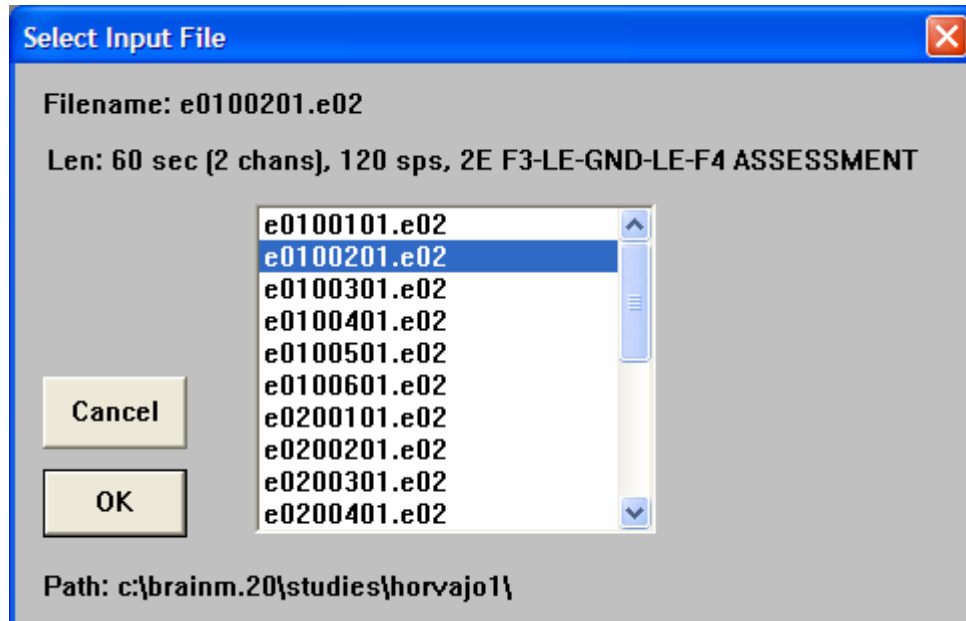 Select Input File
Filename: e0100201.e02
Len: 60 sec (2 chans), 120 sps, 2E F3-LE-GND-LE-F4 ASSESSMENT
e0100101.e02
e0100201.e02
e0100301.e02
e0100401.e02
e0100501.e02
e0100601.e02
e0200101.e02
e0200201.e02
e0200301.e02
e0200401.e02
Cancel
OK
Path: c:\brainm.20\studies\horvajo1\